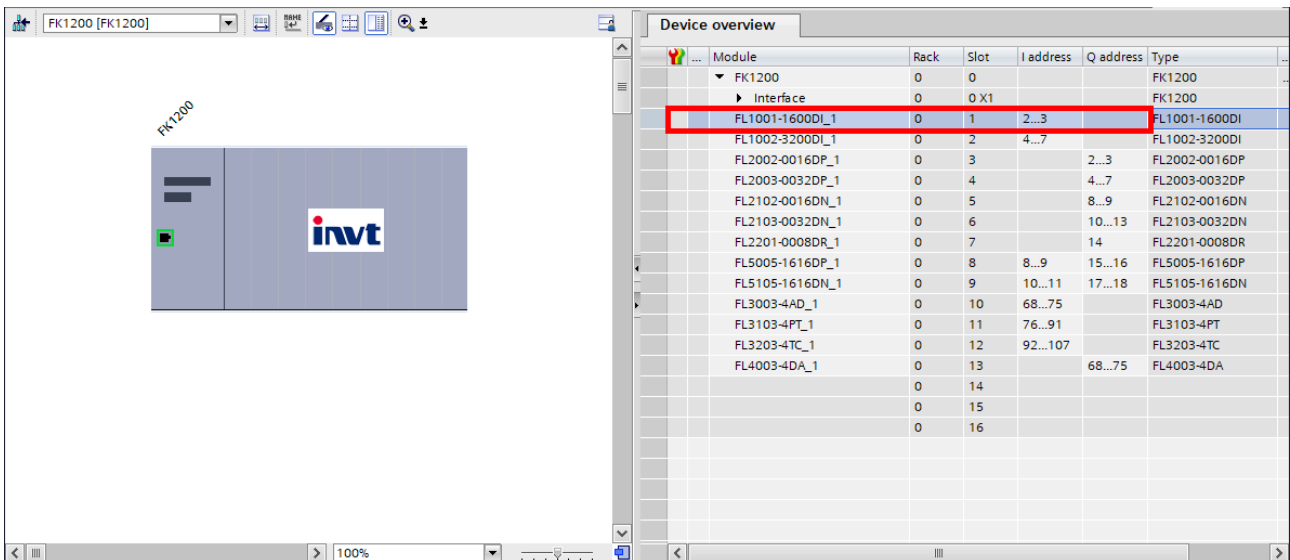 FK1200 [FK1200]
NAME
±
FK1200
invt
100%
Device overview
... Module Rack Slot I address Q address Type ...
FK1200 0 0 FK1200
Interface 0 0 X1 FK1200
FL1001-1600DI_1 0 1 2...3 FL1001-1600DI
FL1002-3200DI_1 0 2 4...7 FL1002-3200DI
FL2002-0016DP_1 0 3 2...3 FL2002-0016DP
FL2003-0032DP_1 0 4 4...7 FL2003-0032DP
FL2102-0016DN_1 0 5 8...9 FL2102-0016DN
FL2103-0032DN_1 0 6 10...13 FL2103-0032DN
FL2201-0008DR_1 0 7 14 FL2201-0008DR
FL5005-1616DP_1 0 8 8...9 15...16 FL5005-1616DP
FL5105-1616DN_1 0 9 10...11 17...18 FL5105-1616DN
FL3003-4AD_1 0 10 68...75 FL3003-4AD
FL3103-4PT_1 0 11 76...91 FL3103-4PT
FL3203-4TC_1 0 12 92...107 FL3203-4TC
FL4003-4DA_1 0 13 68...75 FL4003-4DA
0 14
0 15
0 16